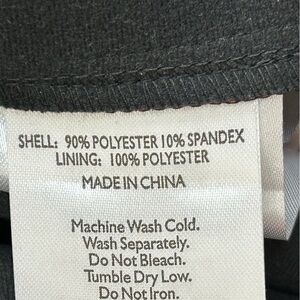 SHELL: 90% POLYESTER 10% SPANDEX
LINING: 100% POLYESTER
MADE IN CHINA
Machine Wash Cold.
Wash Separately.
Do Not Bleach.
Tumble Dry Low.
Do Not Iron.